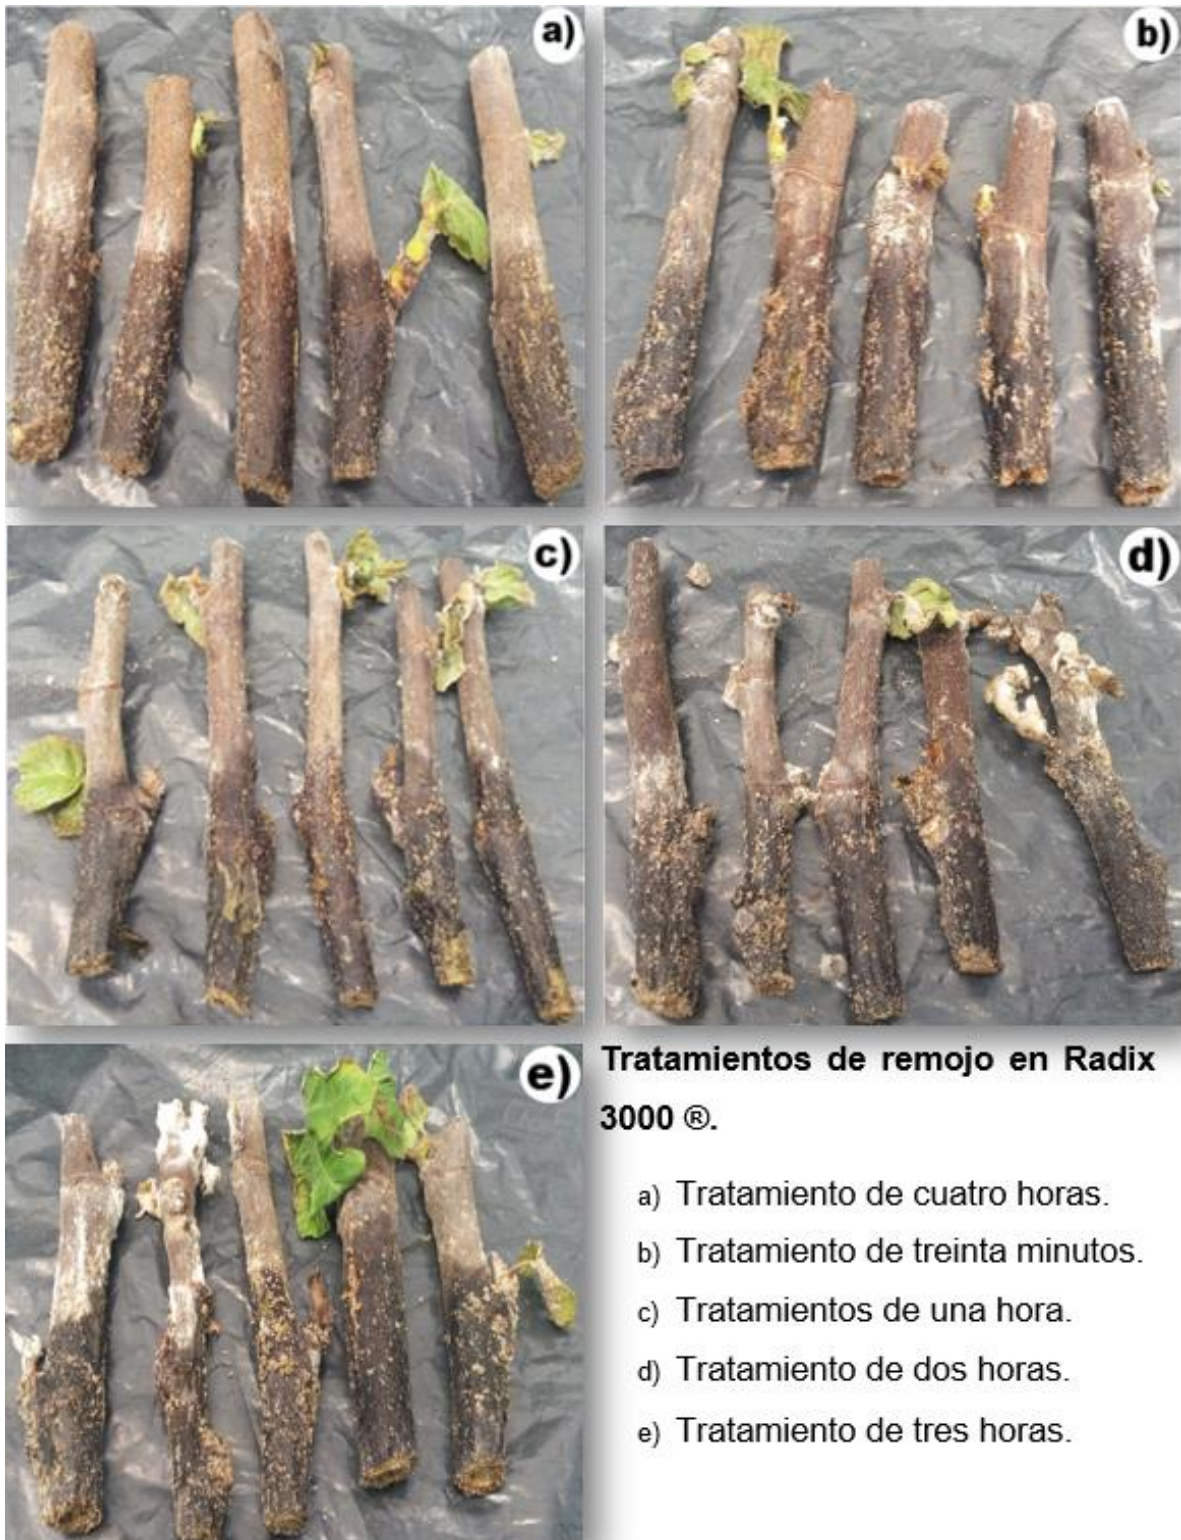 a)
b)
c)
d)
e)
Tratamientos de remojo en Radix
3000 ®.
a) Tratamiento de cuatro horas.
b) Tratamiento de treinta minutos.
c) Tratamientos de una hora.
d) Tratamiento de dos horas.
e) Tratamiento de tres horas.